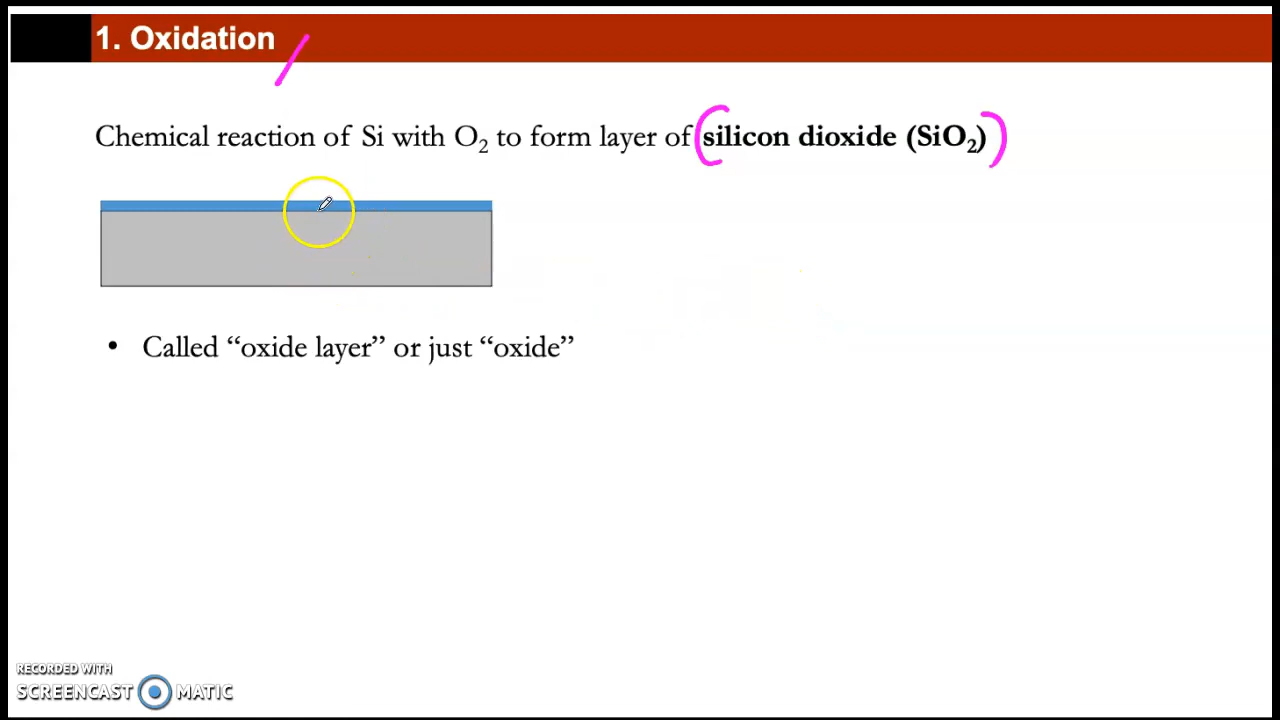 1. Oxidation
Chemical reaction of Si with O₂ to form layer of silicon dioxide (SiO₂)
• Called “oxide layer” or just “oxide”
RECORDED WITH
SCREENCAST MATIC